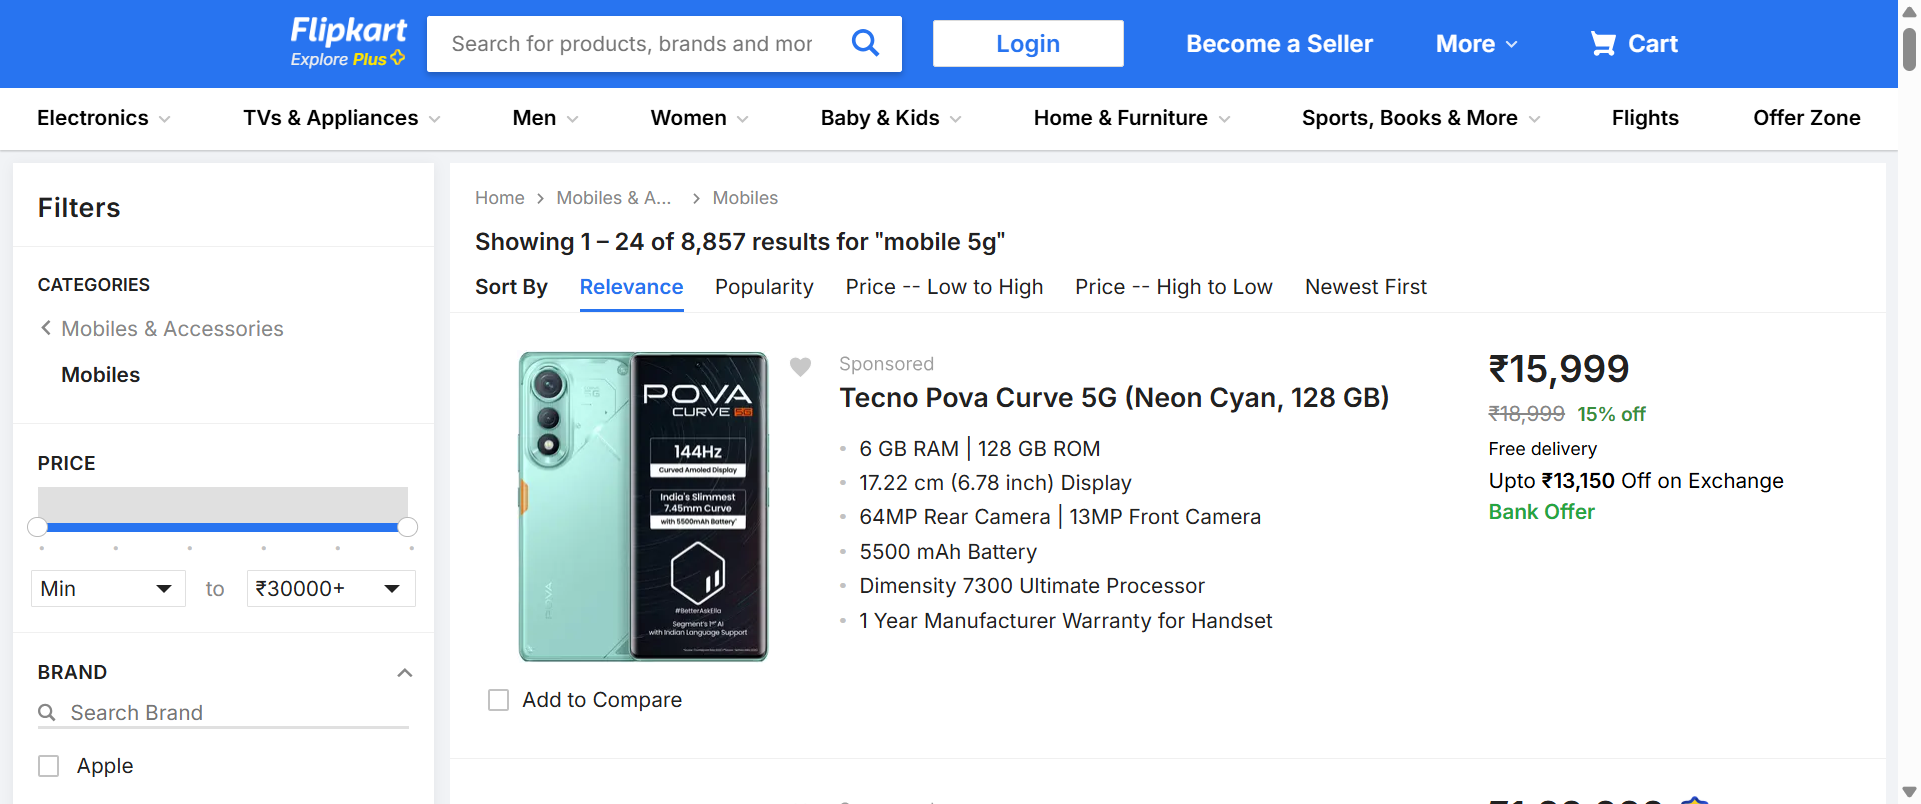 Flipkart
Explore Plus
Search for products, brands and mor
Login
Become a Seller
More
Cart
Electronics
TVs & Appliances
Men
Women
Baby & Kids
Home & Furniture
Sports, Books & More
Flights
Offer Zone
Filters
CATEGORIES
Mobiles & Accessories
Mobiles
PRICE
Min
to
₹30000+
BRAND
Search Brand
Apple
Home
Mobiles & A...
Mobiles
Showing 1 – 24 of 8,857 results for "mobile 5g"
Sort By
Relevance
Popularity
Price -- Low to High
Price -- High to Low
Newest First
POVA
CURVE 5G
144Hz
Curved Amoled Display
India's Slimmest
7.45mm Curve
with 5500mAh Battery*
#BetterAskElla
Segment's 1st AI
with Indian Language Support
POVA
Add to Compare
Sponsored
Tecno Pova Curve 5G (Neon Cyan, 128 GB)
6 GB RAM | 128 GB ROM
17.22 cm (6.78 inch) Display
64MP Rear Camera | 13MP Front Camera
5500 mAh Battery
Dimensity 7300 Ultimate Processor
1 Year Manufacturer Warranty for Handset
₹15,999
₹18,999 15% off
Free delivery
Upto ₹13,150 Off on Exchange
Bank Offer